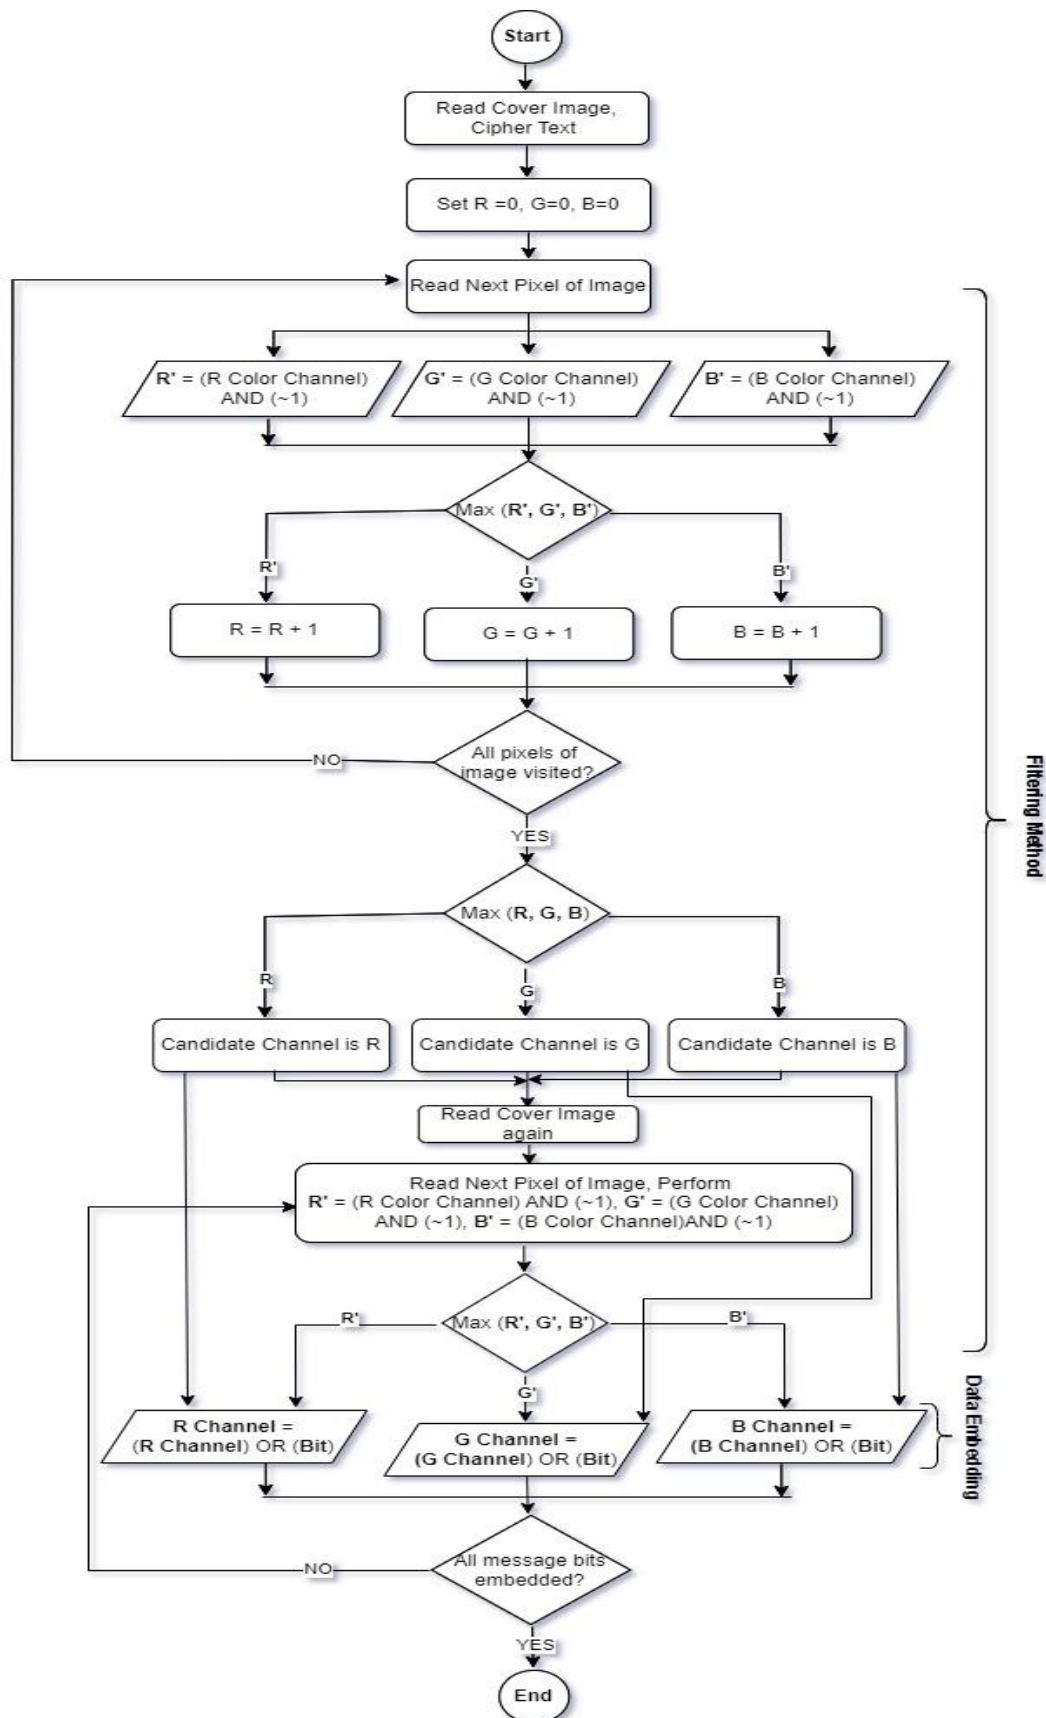 Start
Read Cover Image,
Cipher Text
Set R =0, G=0, B=0
Read Next Pixel of Image
R' = (R Color Channel)
AND (~1)
G' = (G Color Channel)
AND (~1)
B' = (B Color Channel)
AND (~1)
Max (R', G', B')
R'
G'
B'
R = R + 1
G = G + 1
B = B + 1
All pixels of
image visited?
NO
YES
Filtering Method
Max (R, G, B)
R
G
B
Candidate Channel is R
Candidate Channel is G
Candidate Channel is B
Read Cover Image
again
Read Next Pixel of Image, Perform
R' = (R Color Channel) AND (~1), G' = (G Color Channel)
AND (~1), B' = (B Color Channel)AND (~1)
Max (R', G', B')
R'
G'
B'
R Channel =
(R Channel) OR (Bit)
G Channel =
(G Channel) OR (Bit)
B Channel =
(B Channel) OR (Bit)
Data Embedding
All message bits
embedded?
NO
YES
End